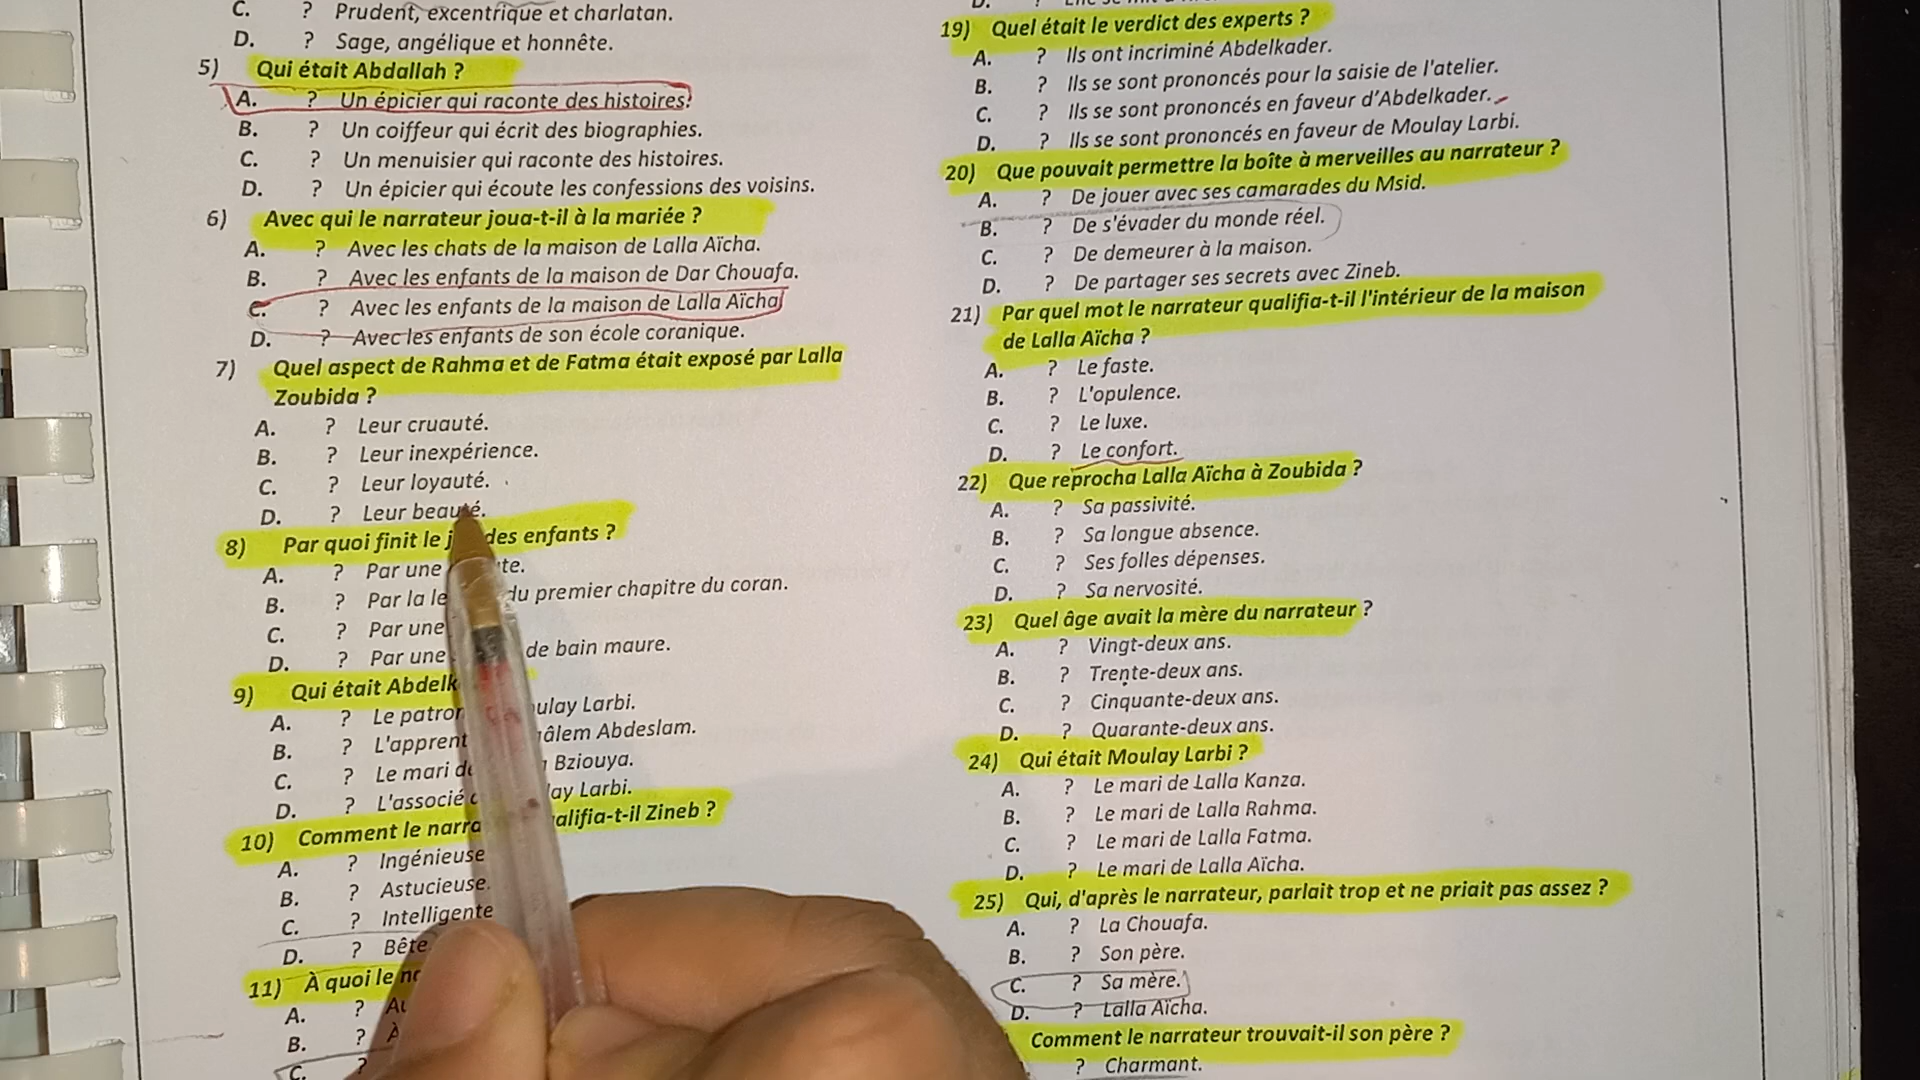 C. ? Prudent, excentrique et charlatan.
D. ? Sage, angélique et honnête.
5) Qui était Abdallah ?
A. ? Un épicier qui raconte des histoires.
B. ? Un coiffeur qui écrit des biographies.
C. ? Un menuisier qui raconte des histoires.
D. ? Un épicier qui écoute les confessions des voisins.
6) Avec qui le narrateur joua-t-il à la mariée ?
A. ? Avec les chats de la maison de Lalla Aïcha.
B. ? Avec les enfants de la maison de Dar Chouafa.
C. ? Avec les enfants de la maison de Lalla Aïcha
D. ? Avec les enfants de son école coranique.
7) Quel aspect de Rahma et de Fatma était exposé par Lalla
Zoubida ?
A. ? Leur cruauté.
B. ? Leur inexpérience.
C. ? Leur loyauté.
D. ? Leur beauté.
8) Par quoi finit le des enfants ?
A. ? Par une
B. ? Par la du premier chapitre du coran.
C. ? Par une
D. ? Par une de bain maure.
9) Qui était
A. ? Le Larbi.
B. ? Abdeslam.
C. ? Le mari Bziouya.
D. ? L'associé Larbi.
10) Comment le Zineb ?
A. ? Ingénieuse
B. ? Astucieuse.
C. ? Intelligente
D. ? Bête
11) À quoi le
A. ?
B. ? À
C. ?
19) Quel était le verdict des experts ?
A. ? Ils ont incriminé Abdelkader.
B. ? Ils se sont prononcés pour la saisie de l'atelier.
C. ? Ils se sont prononcés en faveur d'Abdelkader.
D. ? Ils se sont prononcés en faveur de Moulay Larbi.
20) Que pouvait permettre la boîte à merveilles au narrateur ?
A. ? De jouer avec ses camarades du Msid.
B. ? De s'évader du monde réel.
C. ? De demeurer à la maison.
D. ? De partager ses secrets avec Zineb.
21) Par quel mot le narrateur qualifia-t-il l'intérieur de la maison
de Lalla Aïcha ?
A. ? Le faste.
B. ? L'opulence.
C. ? Le luxe.
D. ? Le confort.
22) Que reprocha Lalla Aïcha à Zoubida ?
A. ? Sa passivité.
B. ? Sa longue absence.
C. ? Ses folles dépenses.
D. ? Sa nervosité.
23) Quel âge avait la mère du narrateur ?
A. ? Vingt-deux ans.
B. ? Trente-deux ans.
C. ? Cinquante-deux ans.
D. ? Quarante-deux ans.
24) Qui était Moulay Larbi ?
A. ? Le mari de Lalla Kanza.
B. ? Le mari de Lalla Rahma.
C. ? Le mari de Lalla Fatma.
D. ? Le mari de Lalla Aïcha.
25) Qui, d'après le narrateur, parlait trop et ne priait pas assez ?
A. ? La Chouafa.
B. ? Son père.
C. ? Sa mère.
D. ? Lalla Aïcha.
Comment le narrateur trouvait-il son père ?
? Charmant.